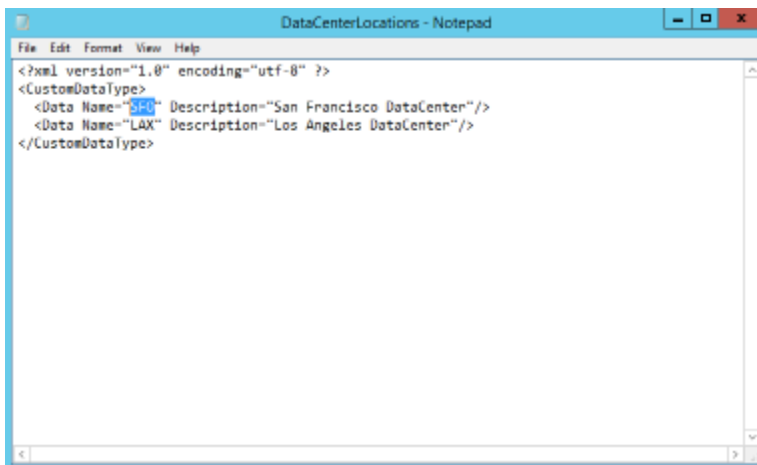 DataCenterLocations - Notepad
File Edit Format View Help
<?xml version="1.0" encoding="utf-8" ?>
<CustomDataType>
<Data Name="SFO" Description="San Francisco DataCenter"/>
<Data Name="LAX" Description="Los Angeles DataCenter"/>
</CustomDataType>